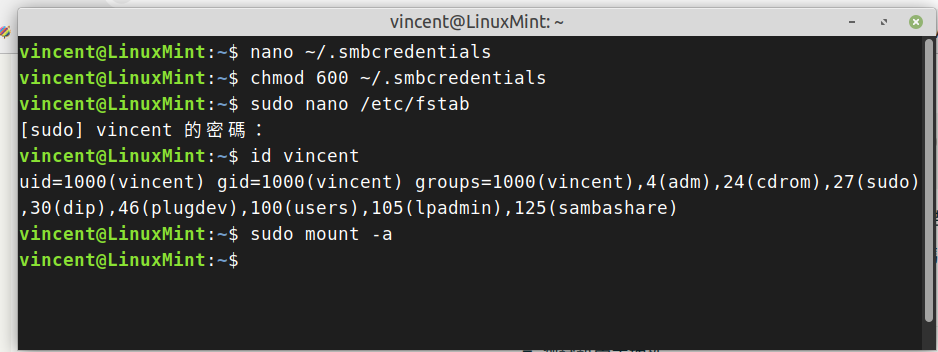 vincent@LinuxMint: ~
vincent@LinuxMint:~$ nano ~/.smbcredentials
vincent@LinuxMint:~$ chmod 600 ~/.smbcredentials
vincent@LinuxMint:~$ sudo nano /etc/fstab
[sudo] vincent 的密碼：
vincent@LinuxMint:~$ id vincent
uid=1000(vincent) gid=1000(vincent) groups=1000(vincent),4(adm),24(cdrom),27(sudo)
,30(dip),46(plugdev),100(users),105(lpadmin),125(sambashare)
vincent@LinuxMint:~$ sudo mount -a
vincent@LinuxMint:~$